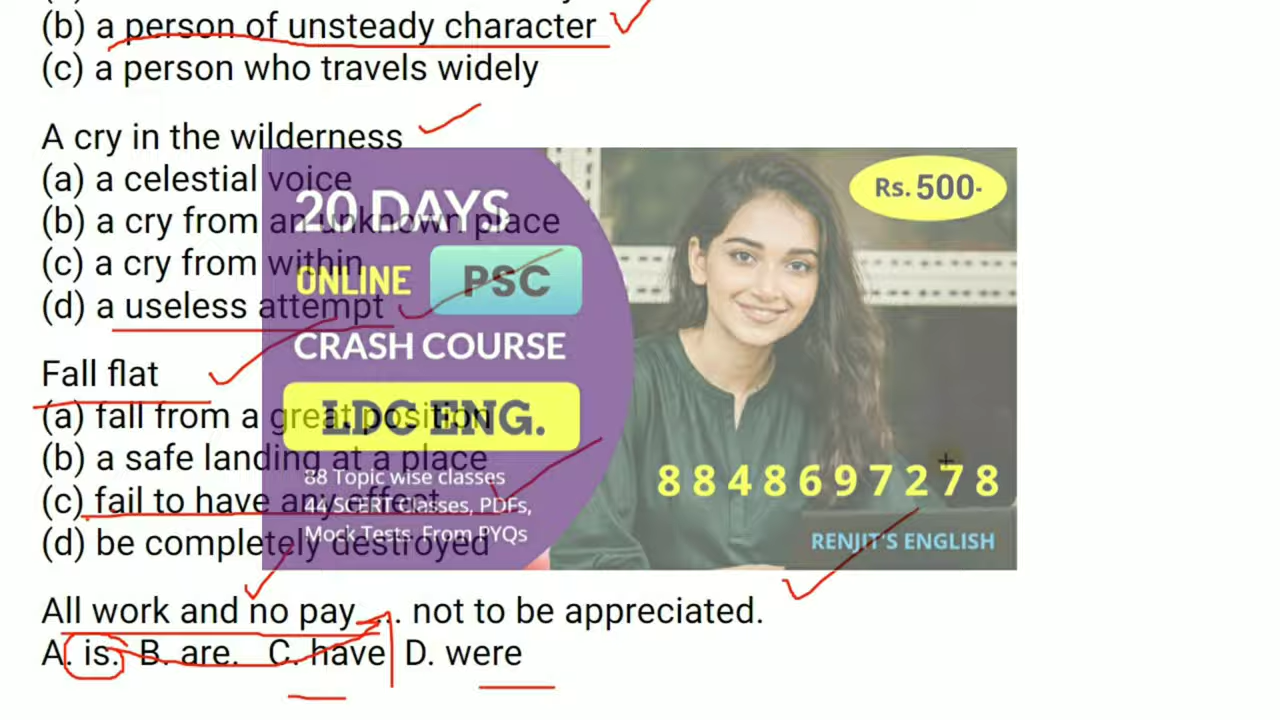 (b) a person of unsteady character
(c) a person who travels widely
A cry in the wilderness
(a) a celestial voice
(b) a cry from an unknown place
(c) a cry from within
(d) a useless attempt
Fall flat
(a) fall from a great position
(b) a safe landing at a place
(c) fail to have any effect
(d) be completely destroyed
All work and no pay .... not to be appreciated.
A. is. B. are. C. have D. were
20 DAYS
ONLINE PSC
CRASH COURSE
LDC ENG.
88 Topic wise classes
44 SCERT Classes, PDFs,
Mock Tests. From PYQs
Rs. 500-
8848697278
RENJIT'S ENGLISH